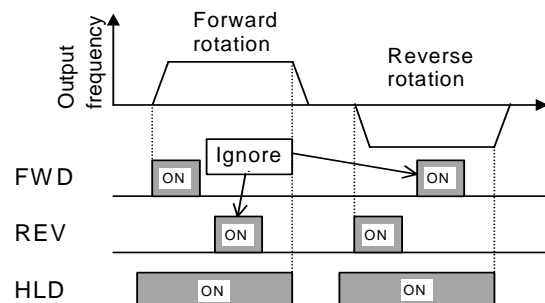 Forward
rotation
Output
frequency
Reverse
rotation
Ignore
FWD
ON
ON
REV
ON
ON
HLD
ON
ON